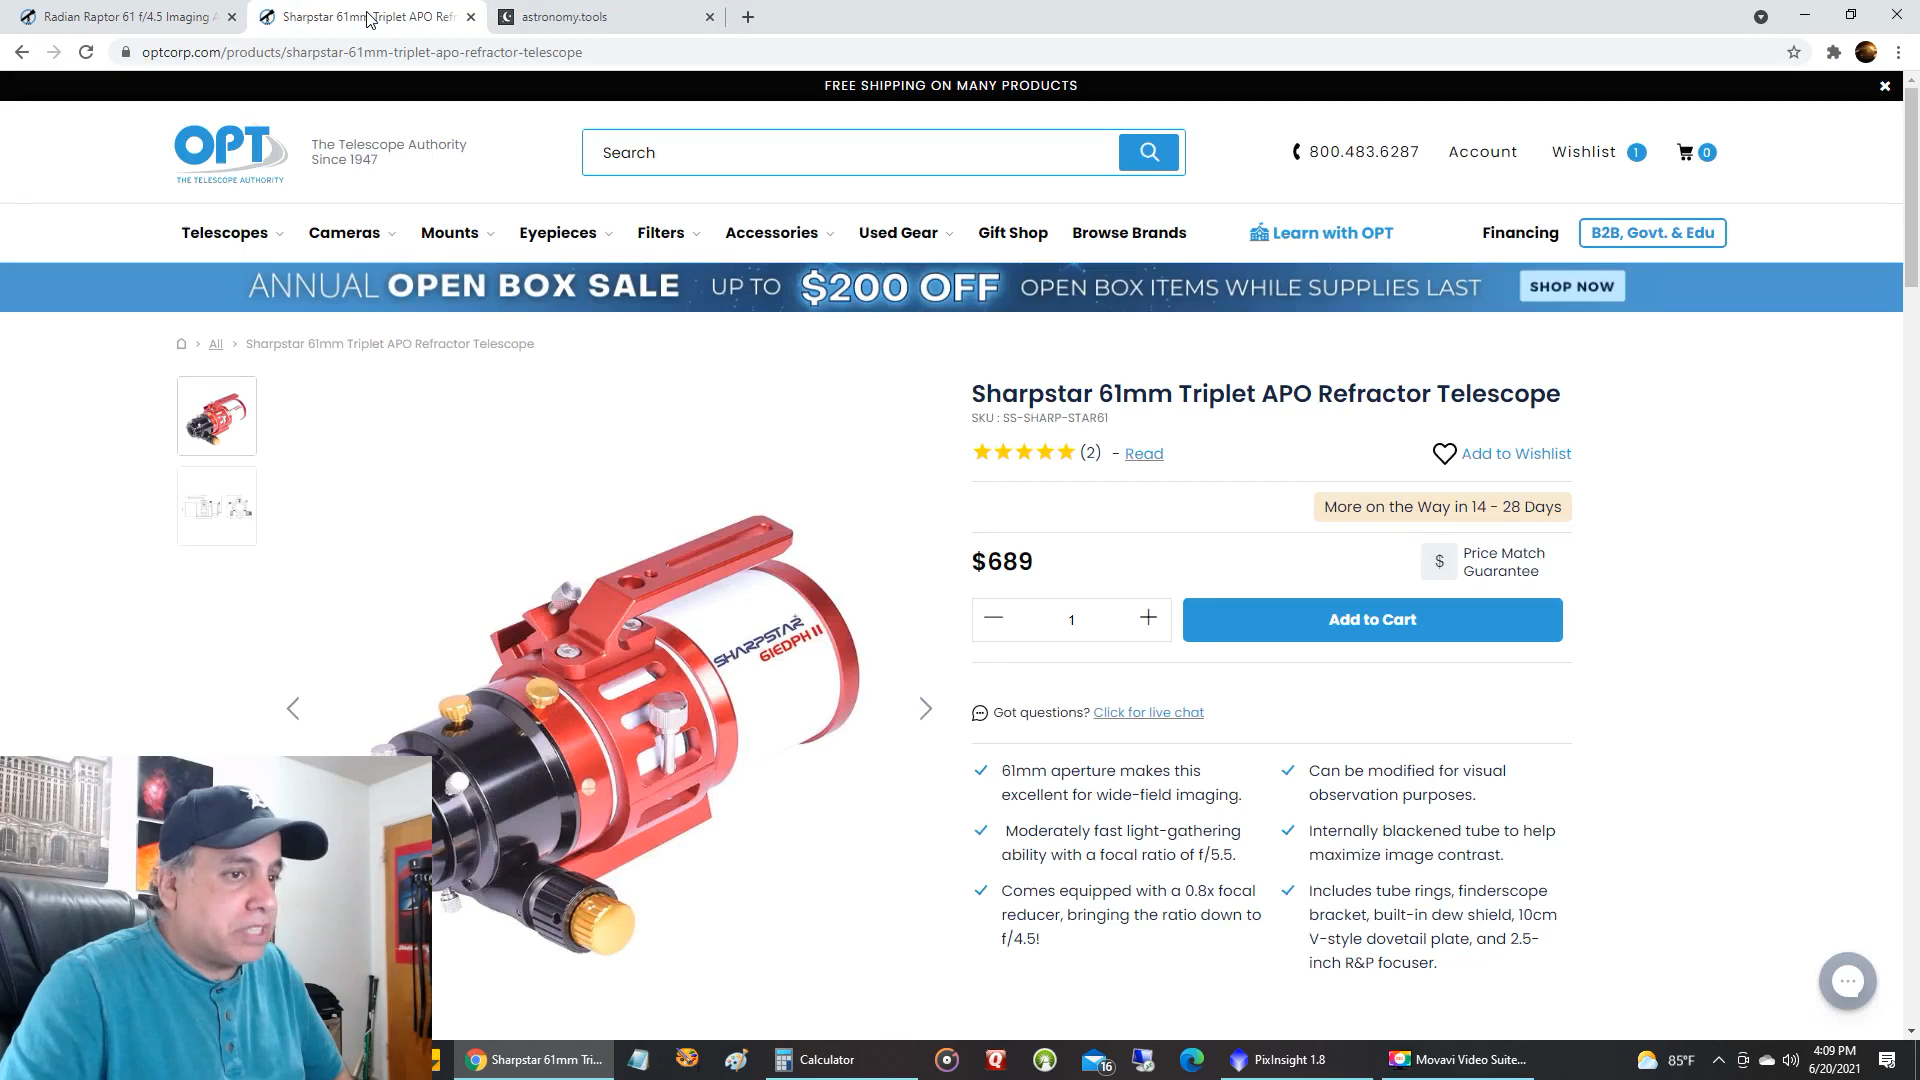 Radian Raptor 61 f/4.5 Imaging
Sharpstar 61mm Triplet APO Refr
astronomy.tools
optcorp.com/products/sharpstar-61mm-triplet-apo-refractor-telescope
FREE SHIPPING ON MANY PRODUCTS
OPT
THE TELESCOPE AUTHORITY
The Telescope Authority
Since 1947
Search
800.483.6287
Account
Wishlist 1
0
Telescopes
Cameras
Mounts
Eyepieces
Filters
Accessories
Used Gear
Gift Shop
Browse Brands
Learn with OPT
Financing
B2B, Govt. & Edu
ANNUAL OPEN BOX SALE UP TO $200 OFF OPEN BOX ITEMS WHILE SUPPLIES LAST
SHOP NOW
All > Sharpstar 61mm Triplet APO Refractor Telescope
Sharpstar 61mm Triplet APO Refractor Telescope
SKU : SS-SHARP-STAR61
(2) - Read
Add to Wishlist
More on the Way in 14 - 28 Days
$689
$
Price Match
Guarantee
1
Add to Cart
SHARPSTAR
61EDPH II
Got questions? Click for live chat
61mm aperture makes this
excellent for wide-field imaging.
Moderately fast light-gathering
ability with a focal ratio of f/5.5.
Comes equipped with a 0.8x focal
reducer, bringing the ratio down to
f/4.5!
Can be modified for visual
observation purposes.
Internally blackened tube to help
maximize image contrast.
Includes tube rings, finderscope
bracket, built-in dew shield, 10cm
V-style dovetail plate, and 2.5-
inch R&P focuser.
Sharpstar 61mm Tri...
Calculator
16
PixInsight 1.8
Movavi Video Suite...
85°F
4:09 PM
6/20/2021